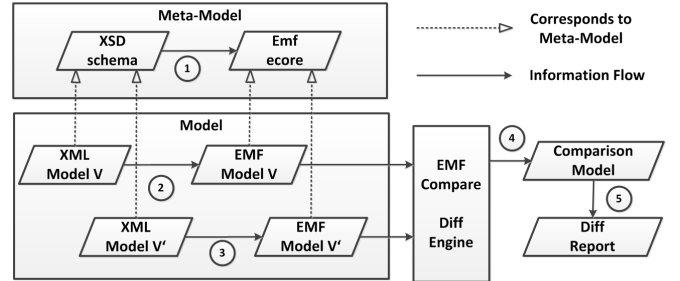 Meta-Model
XSD
schema
1
Emf
ecore
Corresponds to
Meta-Model
Information Flow
Model
XML
Model V
2
EMF
Model V
XML
Model V‘
3
EMF
Model V‘
EMF
Compare
Diff
Engine
4
Comparison
Model
5
Diff
Report